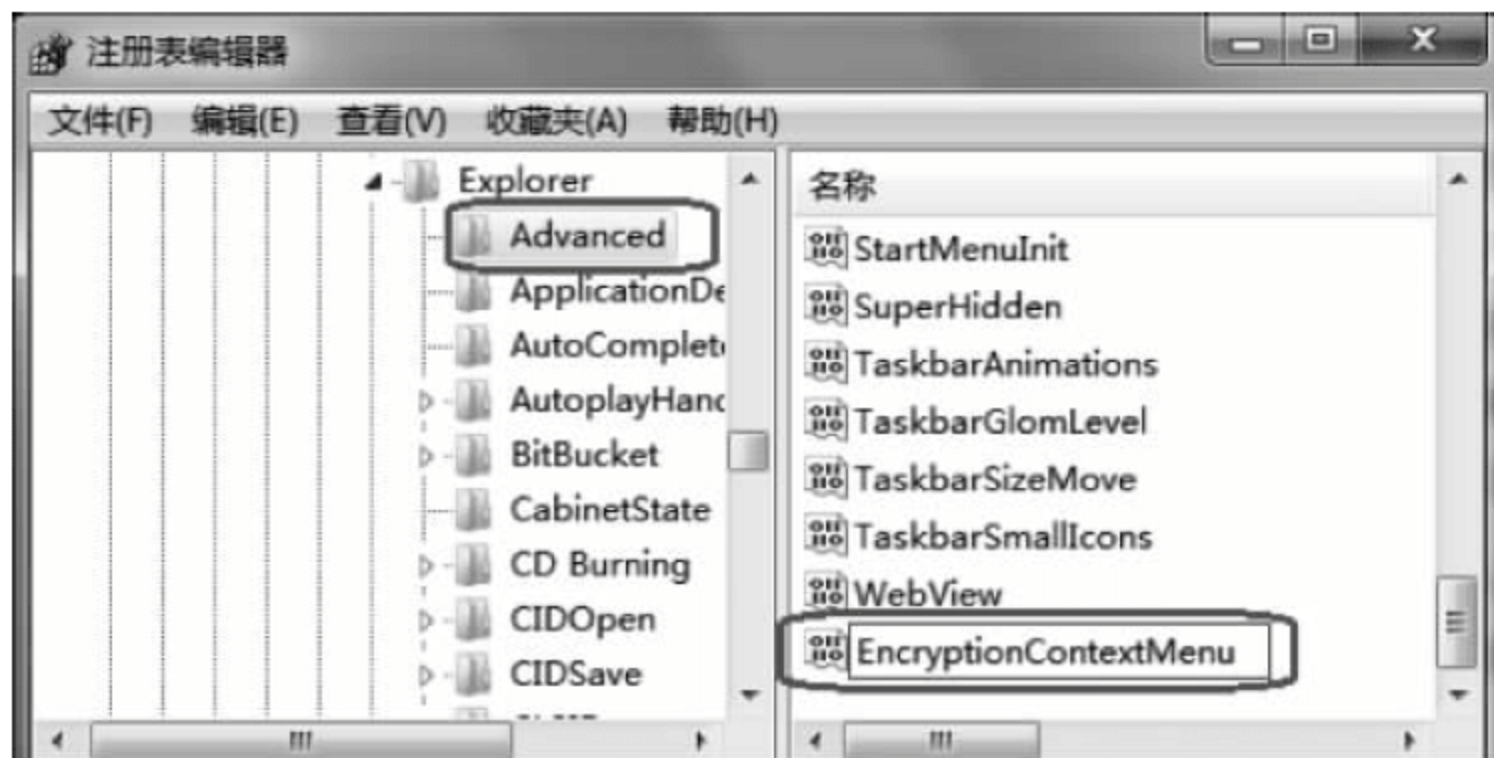 注册表编辑器
文件(F) 编辑(E) 查看(V) 收藏夹(A) 帮助(H)
Explorer
Advanced
ApplicationDe
AutoComplet
AutoplayHand
BitBucket
CabinetState
CD Burning
CIDOpen
CIDSave
名称
StartMenuInit
SuperHidden
TaskbarAnimations
TaskbarGlomLevel
TaskbarSizeMove
TaskbarSmallIcons
WebView
EncryptionContextMenu